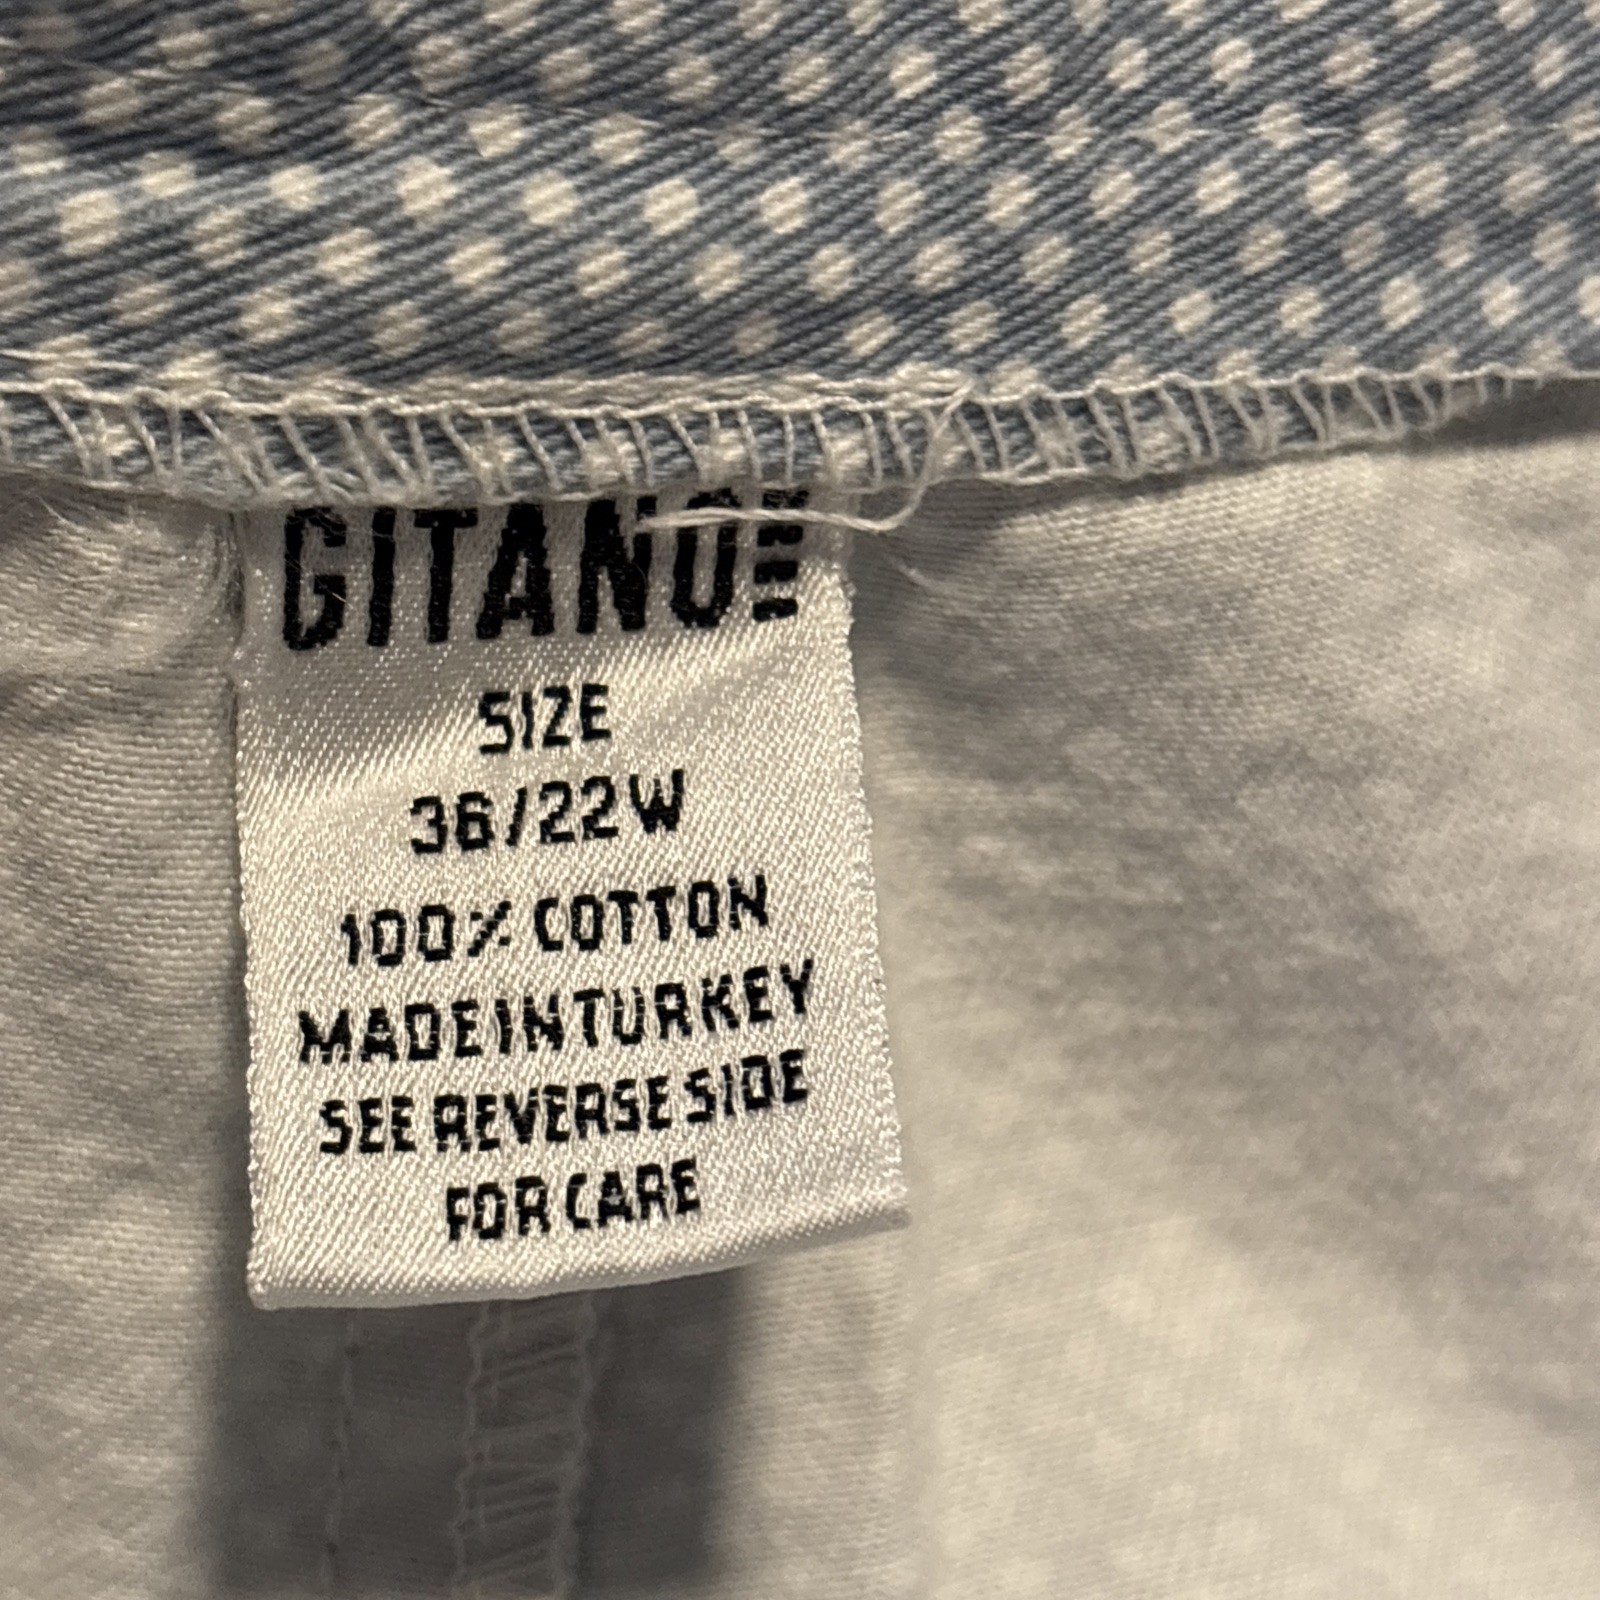 GITANO
SIZE
36/22W
100% COTTON
MADE IN TURKEY
SEE REVERSE SIDE
FOR CARE